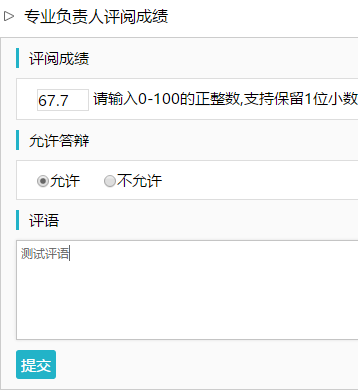 专业负责人评阅成绩
评阅成绩
67.7 请输入0-100的正整数,支持保留1位小数
允许答辩
允许 不允许
评语
测试评语
提交